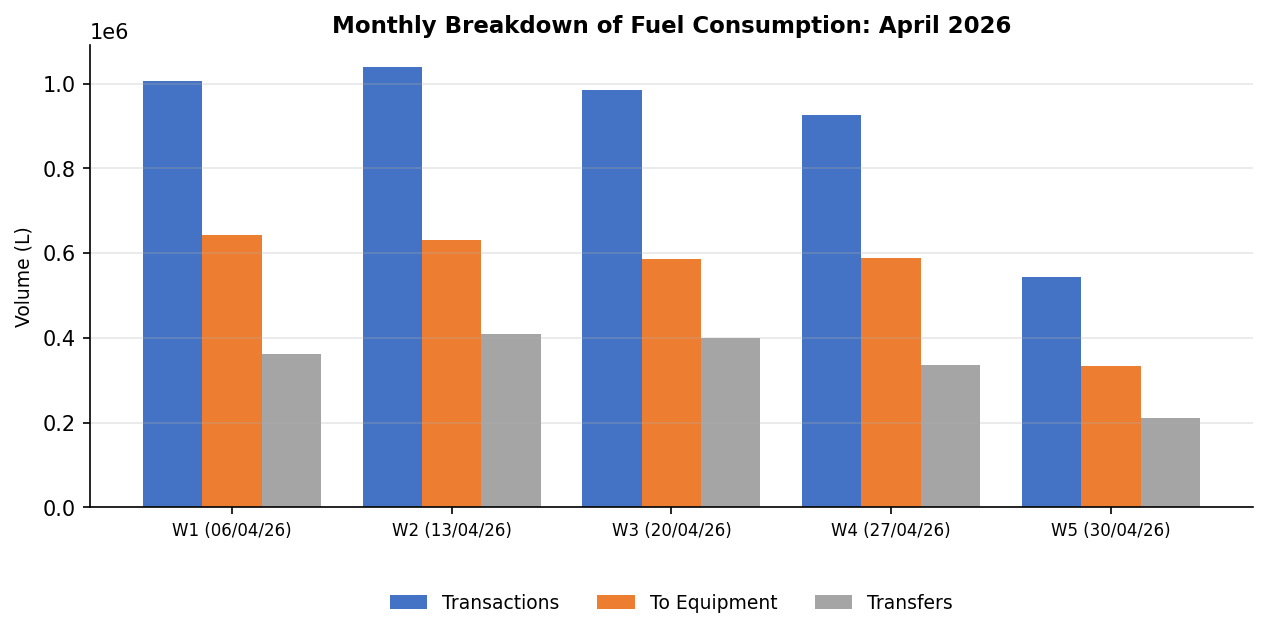 Monthly Breakdown of Fuel Consumption: April 2026
1e6
1.0
0.8
0.6
0.4
0.2
0.0
Volume (L)
W1 (06/04/26) W2 (13/04/26) W3 (20/04/26) W4 (27/04/26) W5 (30/04/26)
Transactions To Equipment Transfers